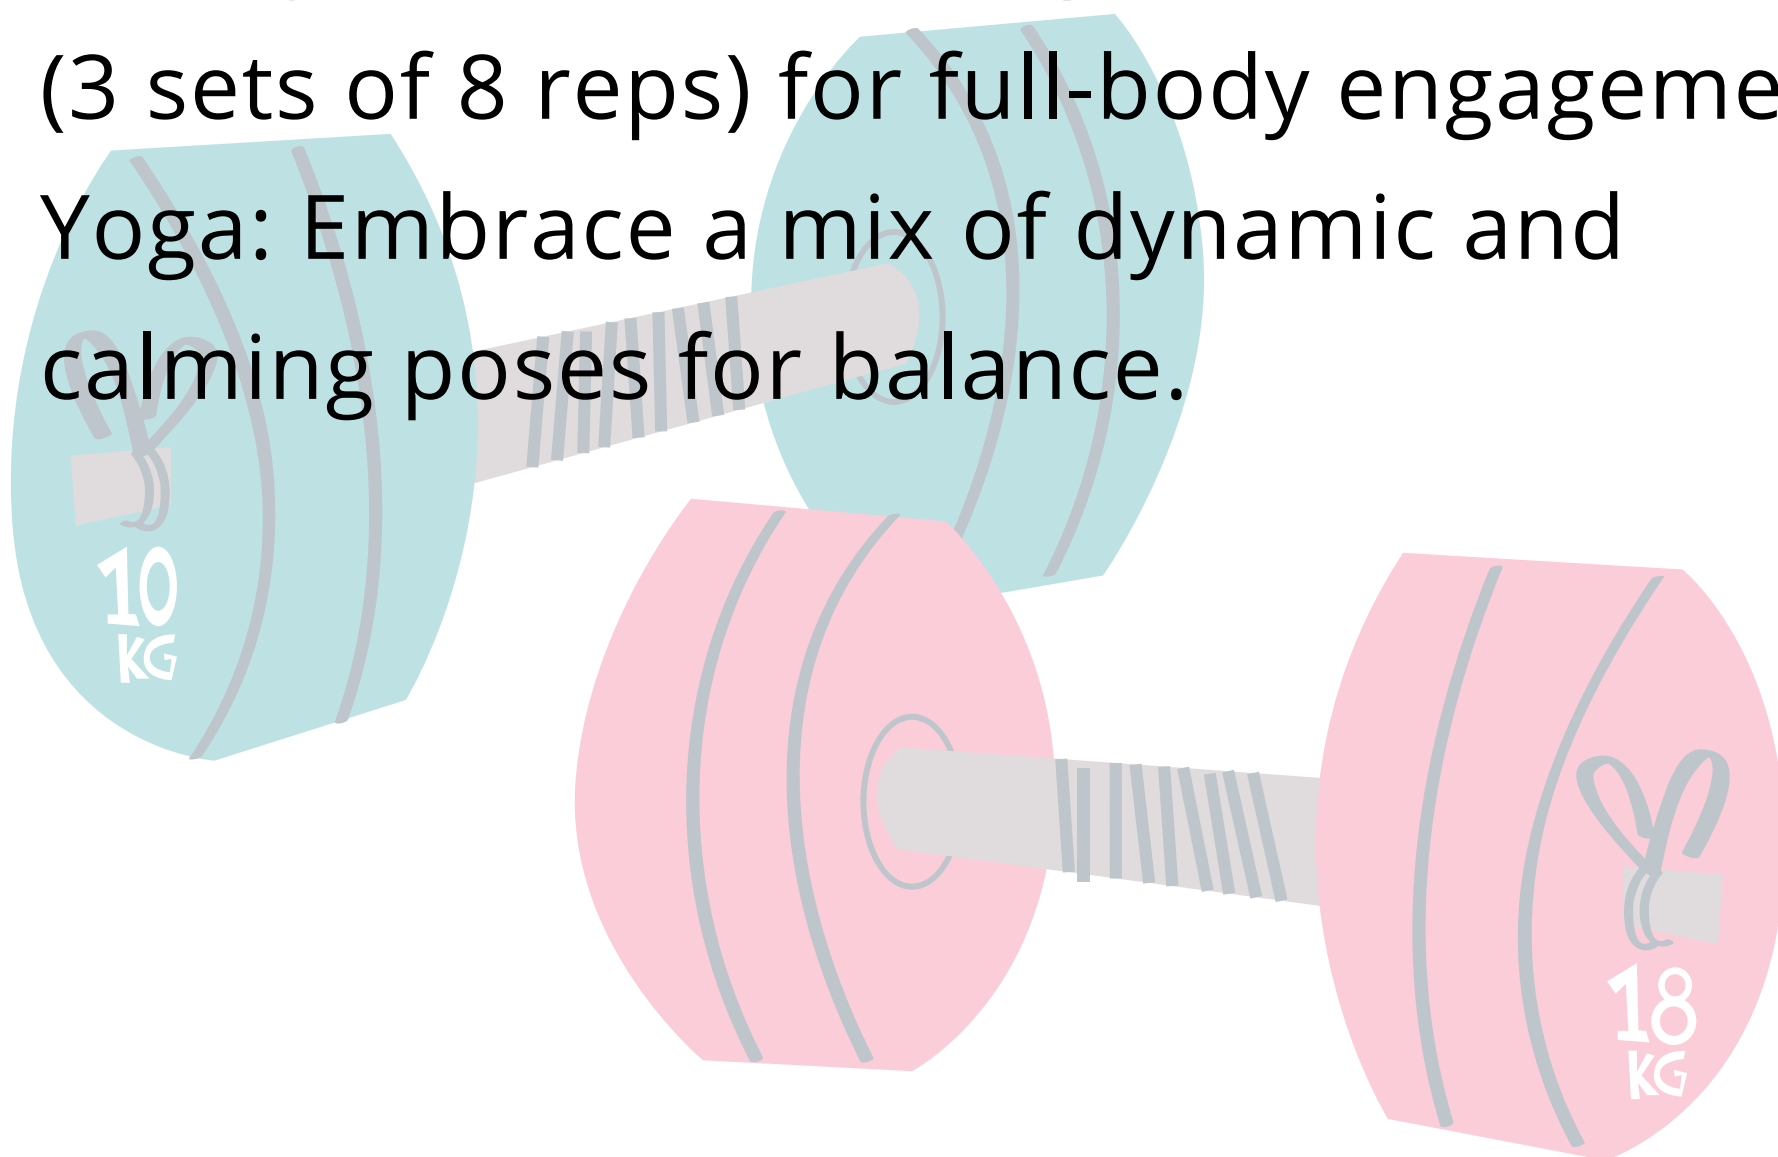 (3 sets of 8 reps) for full-body engageme
Yoga: Embrace a mix of dynamic and
calming poses for balance.
10
KG
18
KG